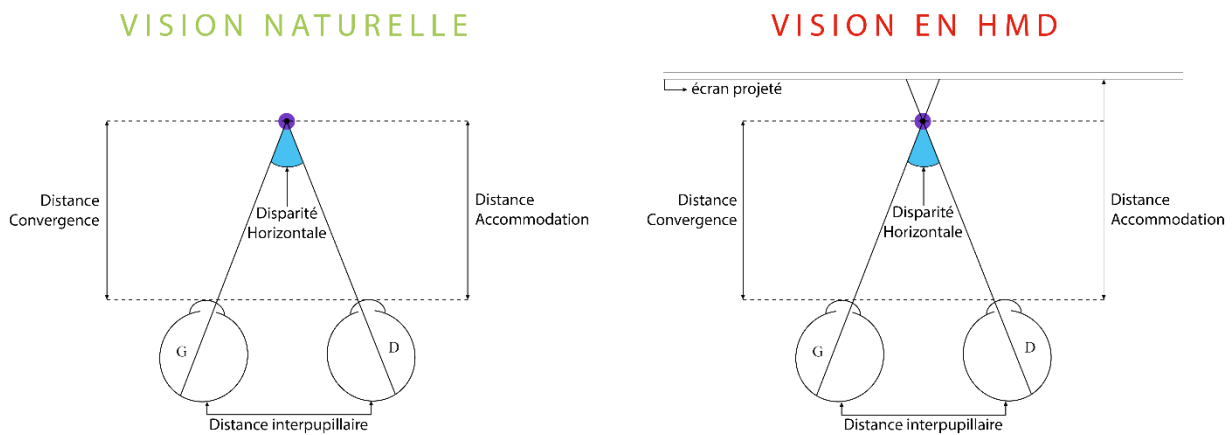 VISION NATURELLE
Distance
Convergence
Disparité
Horizontale
Distance
Accommodation
G
D
Distance interpupillaire
VISION EN HMD
écran projeté
Distance
Convergence
Disparité
Horizontale
Distance
Accommodation
G
D
Distance interpupillaire